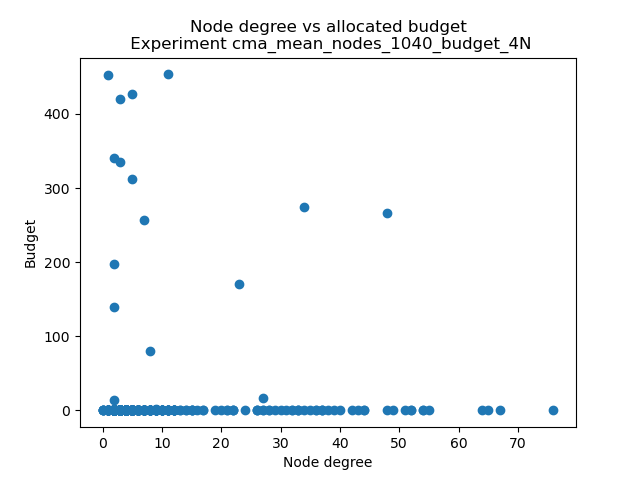 Node degree vs allocated budget
Experiment cma_mean_nodes_1040_budget_4N
400
300
200
100
0
Budget
0 10 20 30 40 50 60 70
Node degree